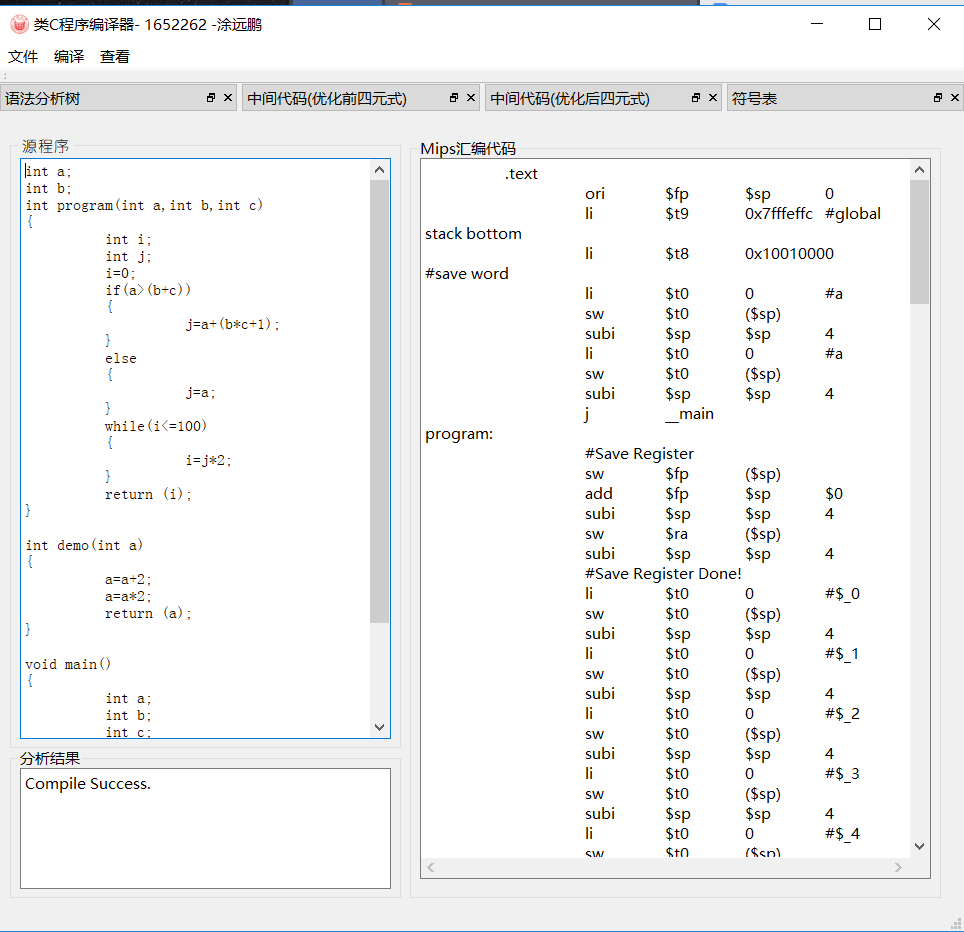 类C程序编译器- 1652262 -涂远鹏
文件 编译 查看
语法分析树
中间代码(优化前四元式)
中间代码(优化后四元式)
符号表
源程序
int a;
int b;
int program(int a,int b,int c)
{
int i;
int j;
i=0;
if(a>(b+c))
{
j=a+(b*c+1);
}
else
{
j=a;
}
while(i<=100)
{
i=j*2;
}
return (i);
}
int demo(int a)
{
a=a+2;
a=a*2;
return (a);
}
void main()
{
int a;
int b;
int c;
分析结果
Compile Success.
Mips汇编代码
.text
ori $fp $sp 0
li $t9 0x7fffeffc #global
stack bottom
li $t8 0x10010000
#save word
li $t0 0 #a
sw $t0 ($sp)
subi $sp $sp 4
li $t0 0 #a
sw $t0 ($sp)
subi $sp $sp 4
j __main
program:
#Save Register
sw $fp ($sp)
add $fp $sp $0
subi $sp $sp 4
sw $ra ($sp)
subi $sp $sp 4
#Save Register Done!
li $t0 0 #$_0
sw $t0 ($sp)
subi $sp $sp 4
li $t0 0 #$_1
sw $t0 ($sp)
subi $sp $sp 4
li $t0 0 #$_2
sw $t0 ($sp)
subi $sp $sp 4
li $t0 0 #$_3
sw $t0 ($sp)
subi $sp $sp 4
li $t0 0 #$_4
sw $t0 ($sp)